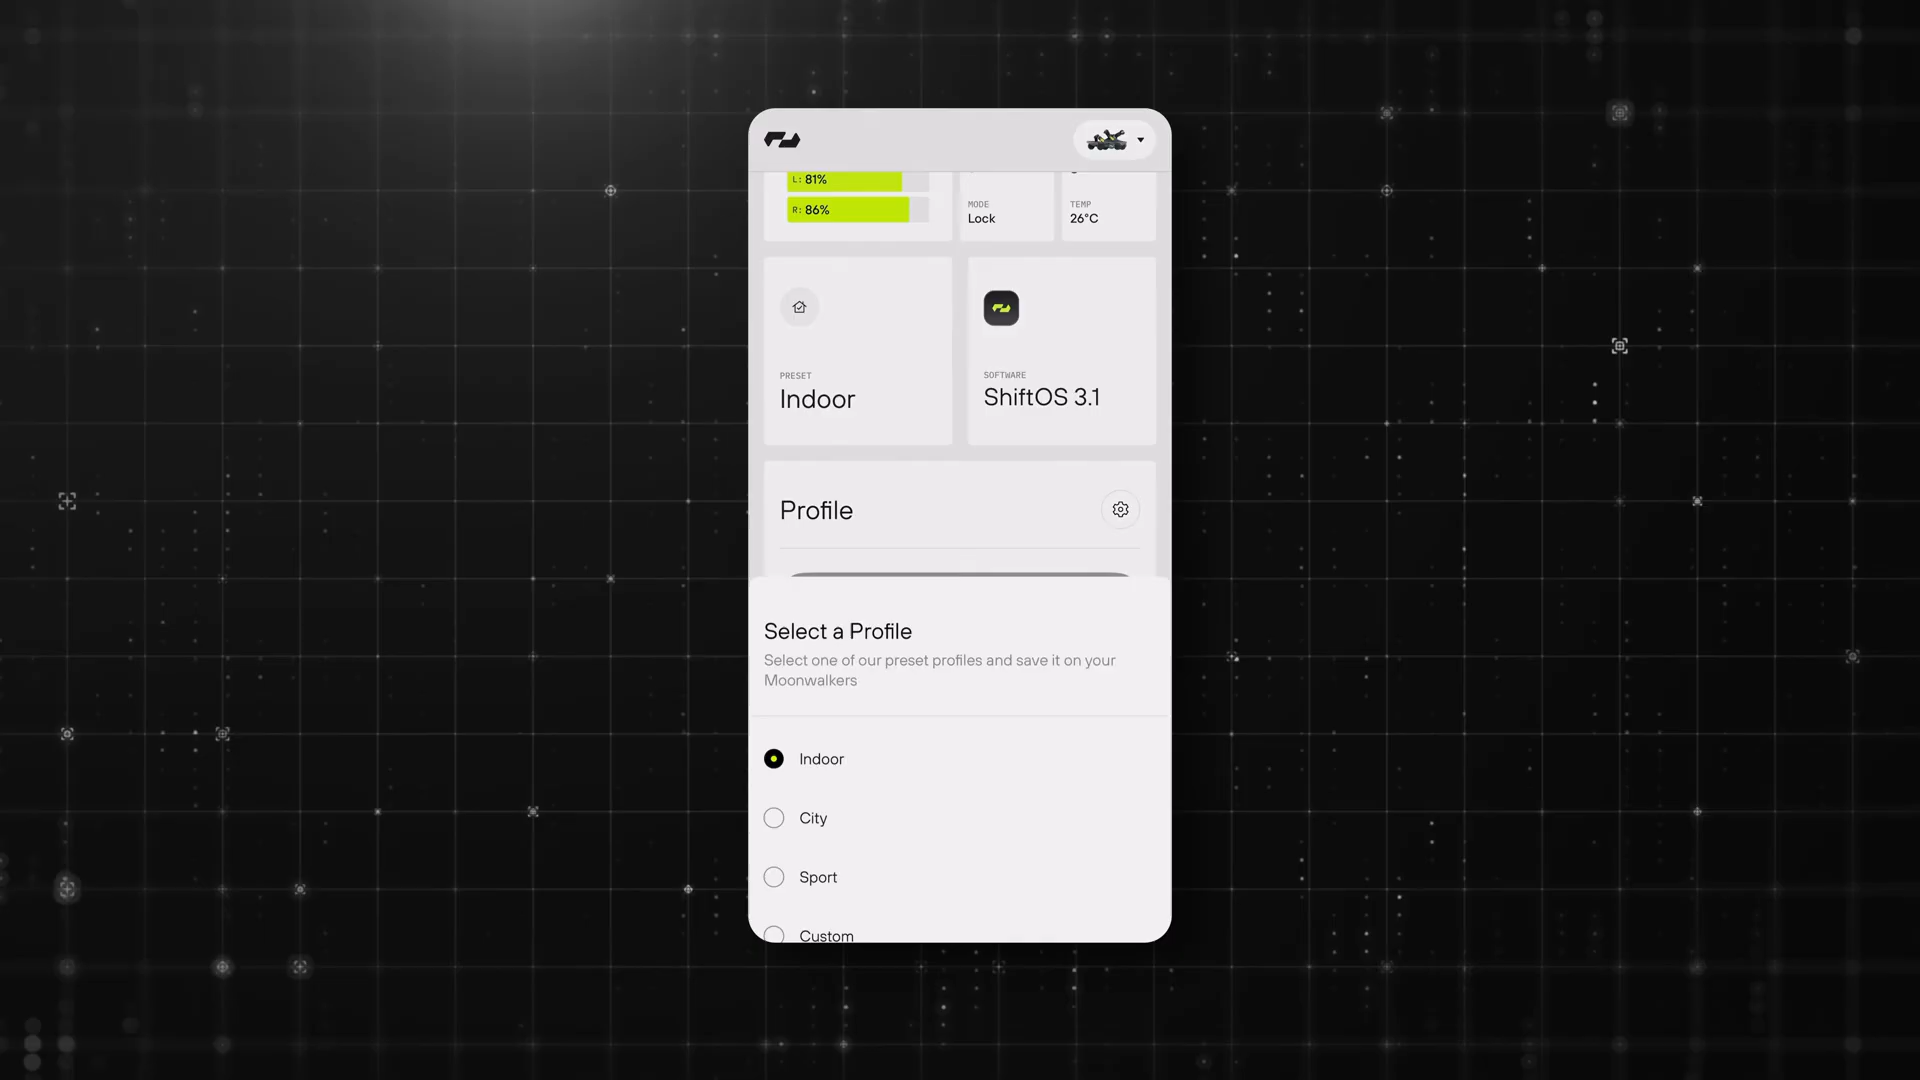 L: 81%
R: 86%
MODE
Lock
TEMP
26°C
PRESET
Indoor
SOFTWARE
ShiftOS 3.1
Profile
Select a Profile
Select one of our preset profiles and save it on your
Moonwalkers
Indoor
City
Sport
Custom